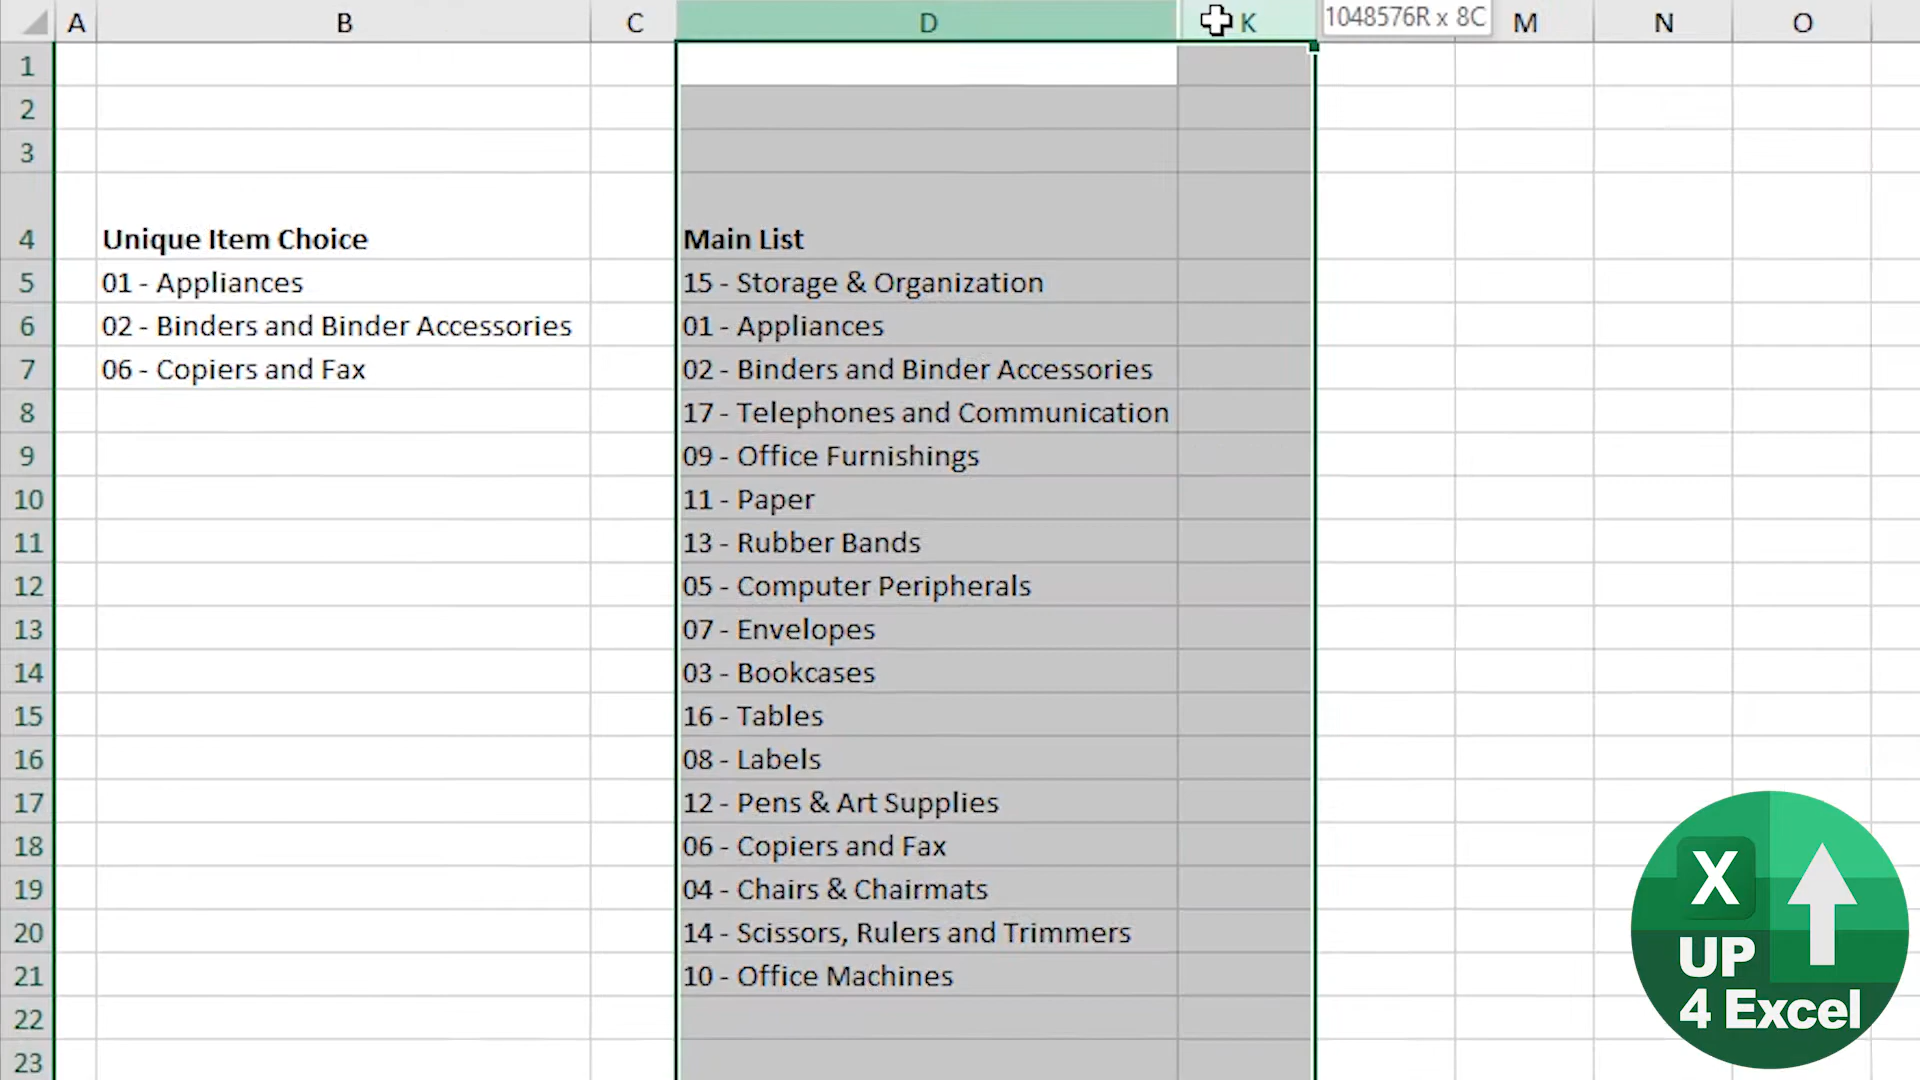 A B C D K 1048576R x 8C M N O
1
2
3
4 Unique Item Choice Main List
5 01 - Appliances 15 - Storage & Organization
6 02 - Binders and Binder Accessories 01 - Appliances
7 06 - Copiers and Fax 02 - Binders and Binder Accessories
8 17 - Telephones and Communication
9 09 - Office Furnishings
10 11 - Paper
11 13 - Rubber Bands
12 05 - Computer Peripherals
13 07 - Envelopes
14 03 - Bookcases
15 16 - Tables
16 08 - Labels
17 12 - Pens & Art Supplies
18 06 - Copiers and Fax
19 04 - Chairs & Chairmats
20 14 - Scissors, Rulers and Trimmers
21 10 - Office Machines
22
23
X
UP
4 Excel